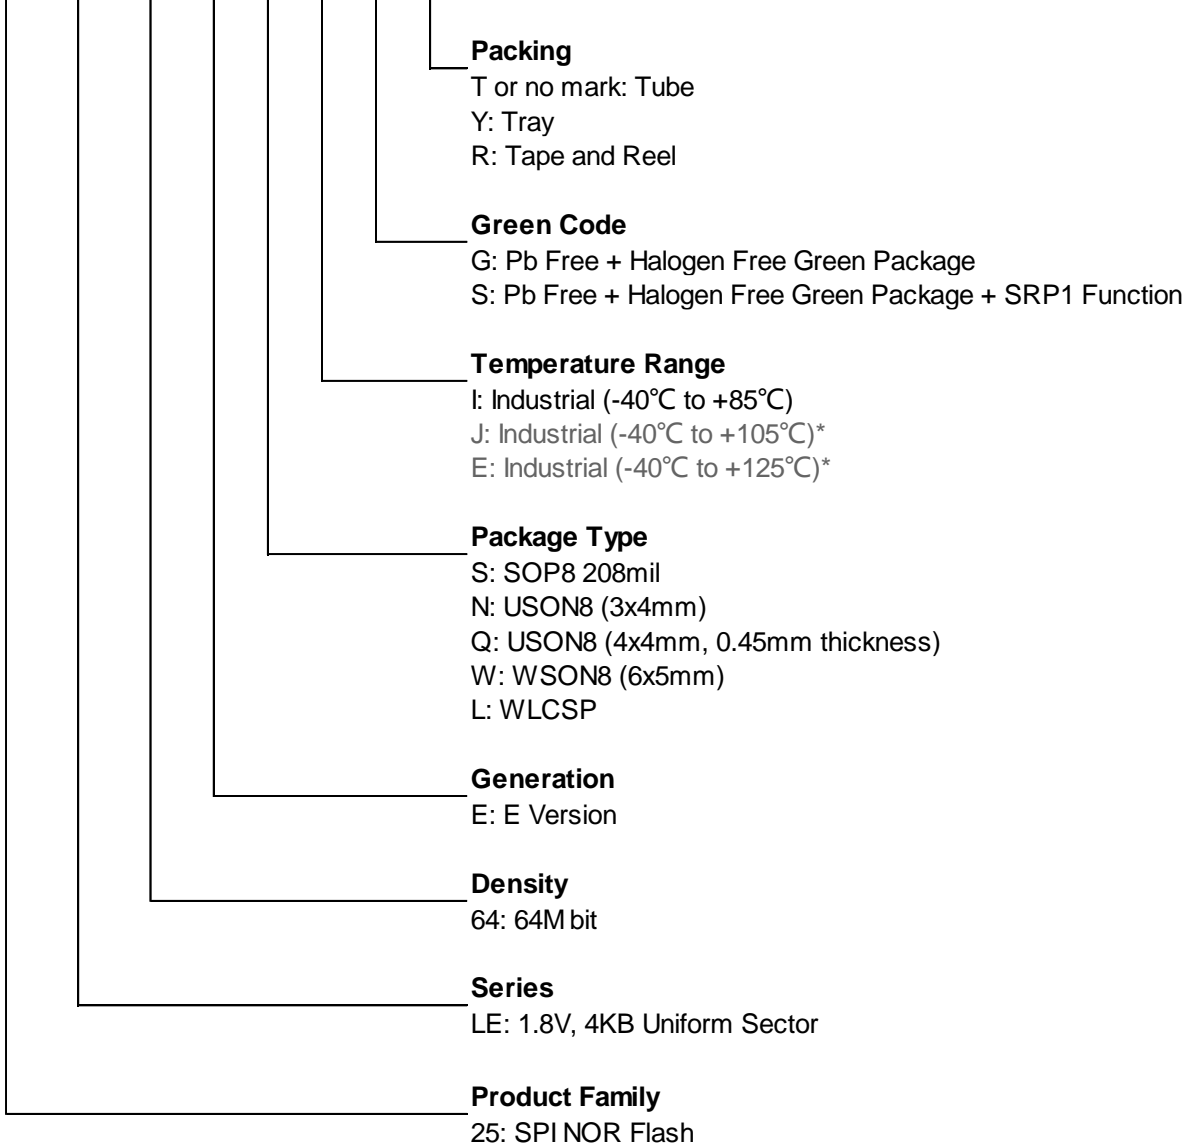 Packing
T or no mark: Tube
Y: Tray
R: Tape and Reel
Green Code
G: Pb Free + Halogen Free Green Package
S: Pb Free + Halogen Free Green Package + SRP1 Function
Temperature Range
I: Industrial (-40℃ to +85℃)
J: Industrial (-40℃ to +105℃)*
E: Industrial (-40℃ to +125℃)*
Package Type
S: SOP8 208mil
N: USON8 (3x4mm)
Q: USON8 (4x4mm, 0.45mm thickness)
W: WSON8 (6x5mm)
L: WLCSP
Generation
E: E Version
Density
64: 64M bit
Series
LE: 1.8V, 4KB Uniform Sector
Product Family
25: SPI NOR Flash